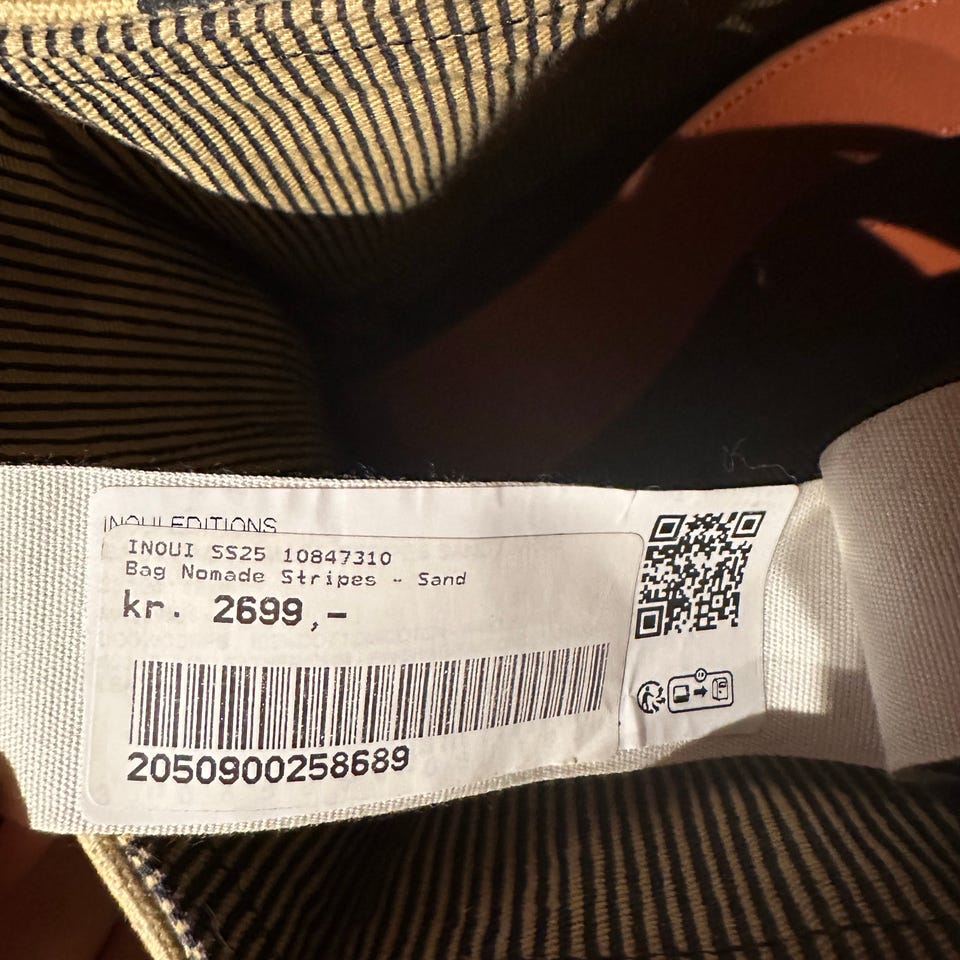 INOUI EDITIONS
INOUI SS25 10847310
Bag Nomade Stripes - Sand
kr. 2699,-
2050900258689